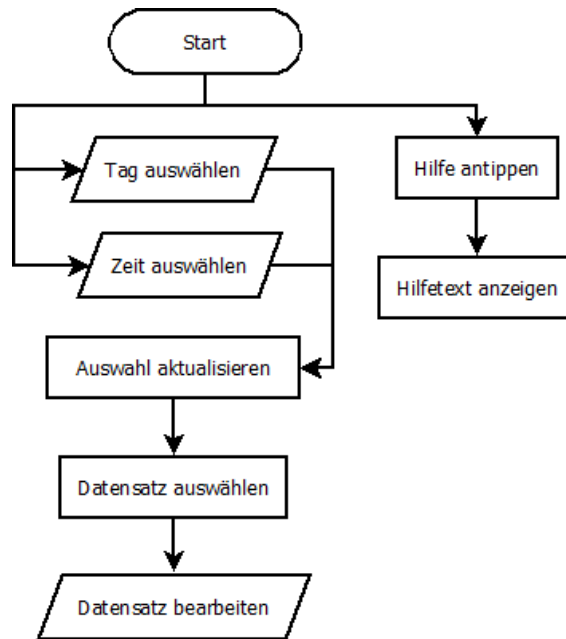 Start
Tag auswählen
Hilfe antippen
Zeit auswählen
Hilfetext anzeigen
Auswahl aktualisieren
Datensatz auswählen
Datensatz bearbeiten